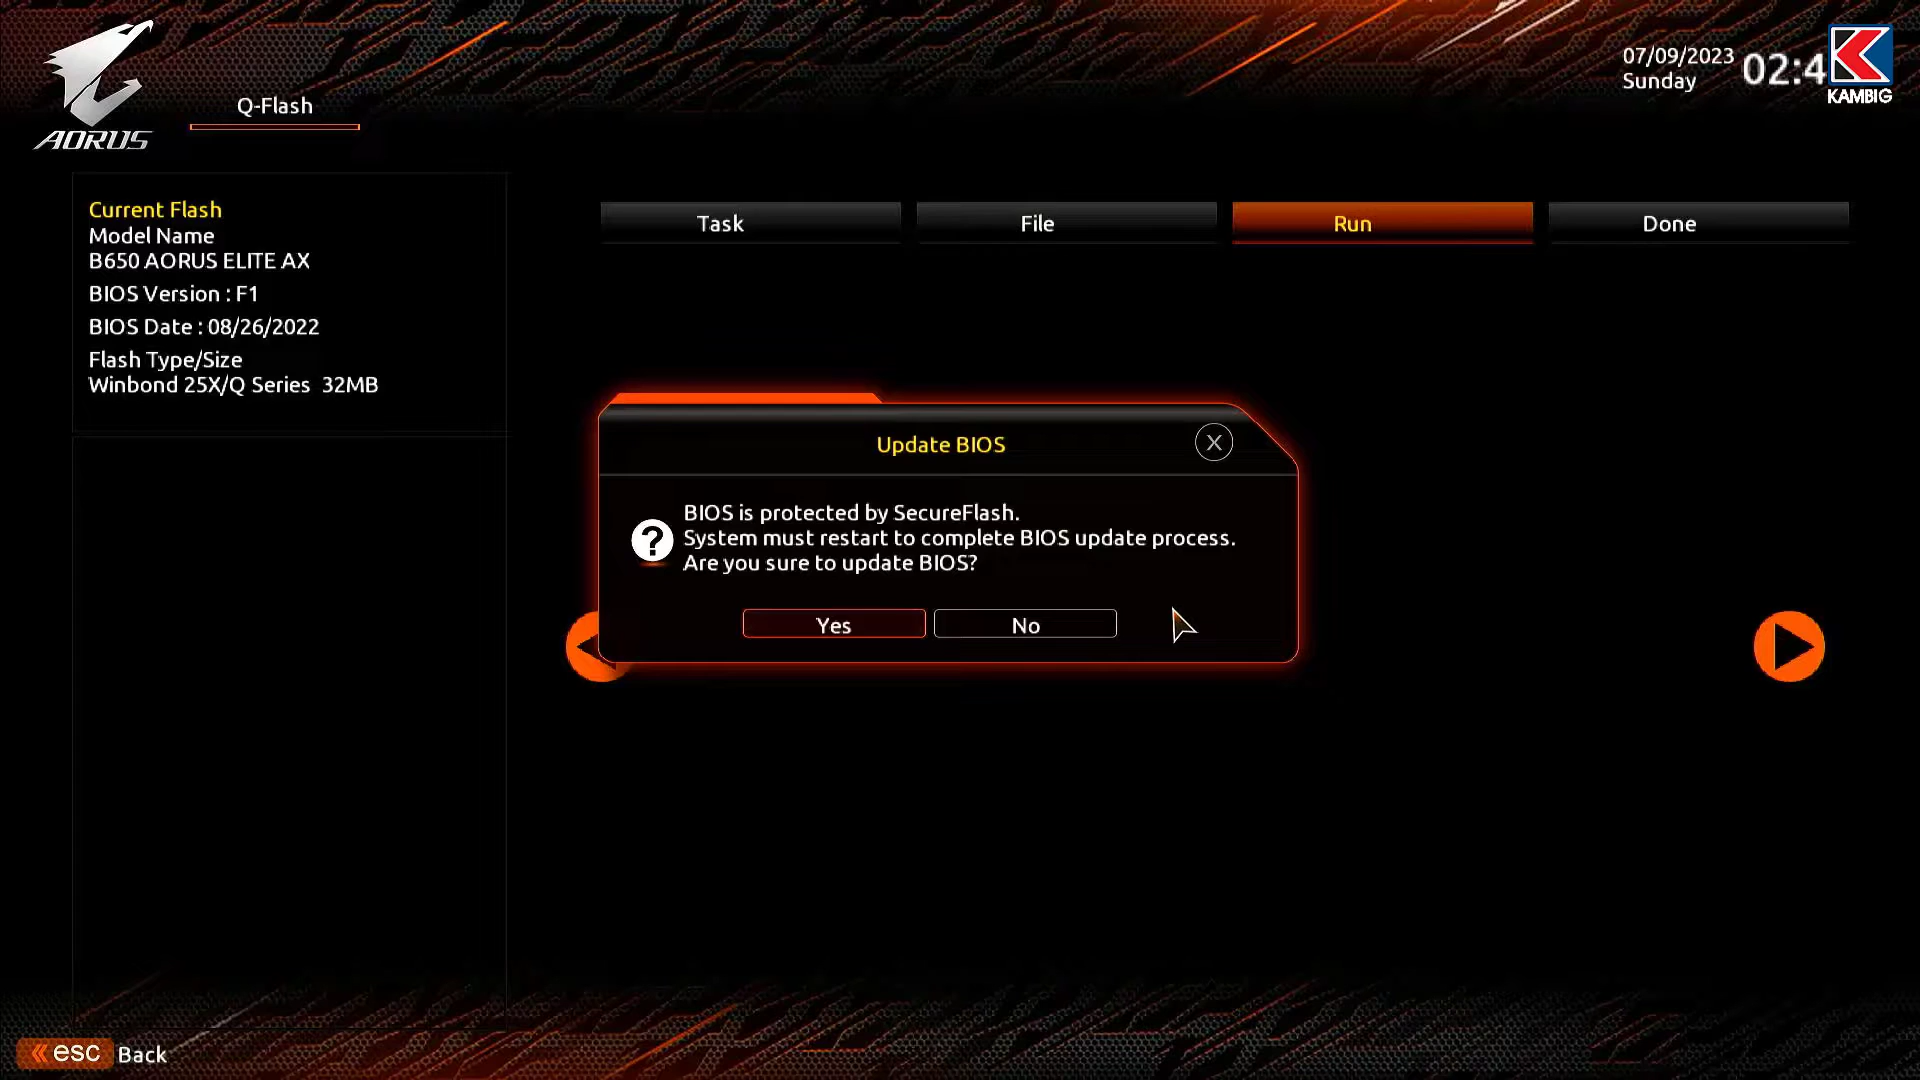 AORUS
Q-Flash
07/09/2023
Sunday
02:4
KAMBIG
Current Flash
Model Name
B650 AORUS ELITE AX
BIOS Version : F1
BIOS Date : 08/26/2022
Flash Type/Size
Winbond 25X/Q Series 32MB
Task
File
Run
Done
Update BIOS
X
BIOS is protected by SecureFlash.
System must restart to complete BIOS update process.
Are you sure to update BIOS?
Yes
No
esc Back